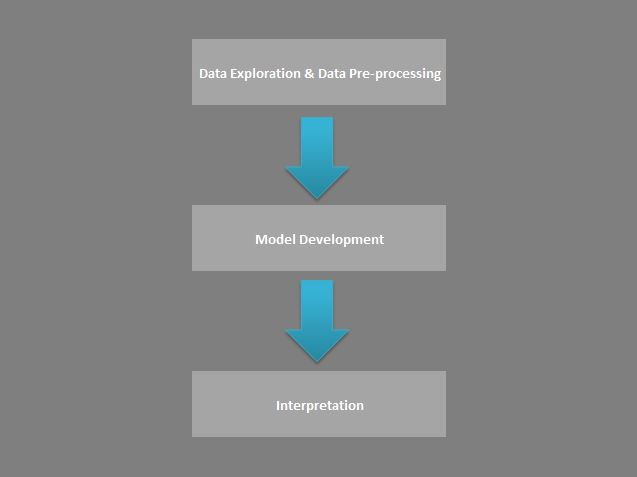 Data Exploration & Data Pre-processing
Model Development
Interpretation